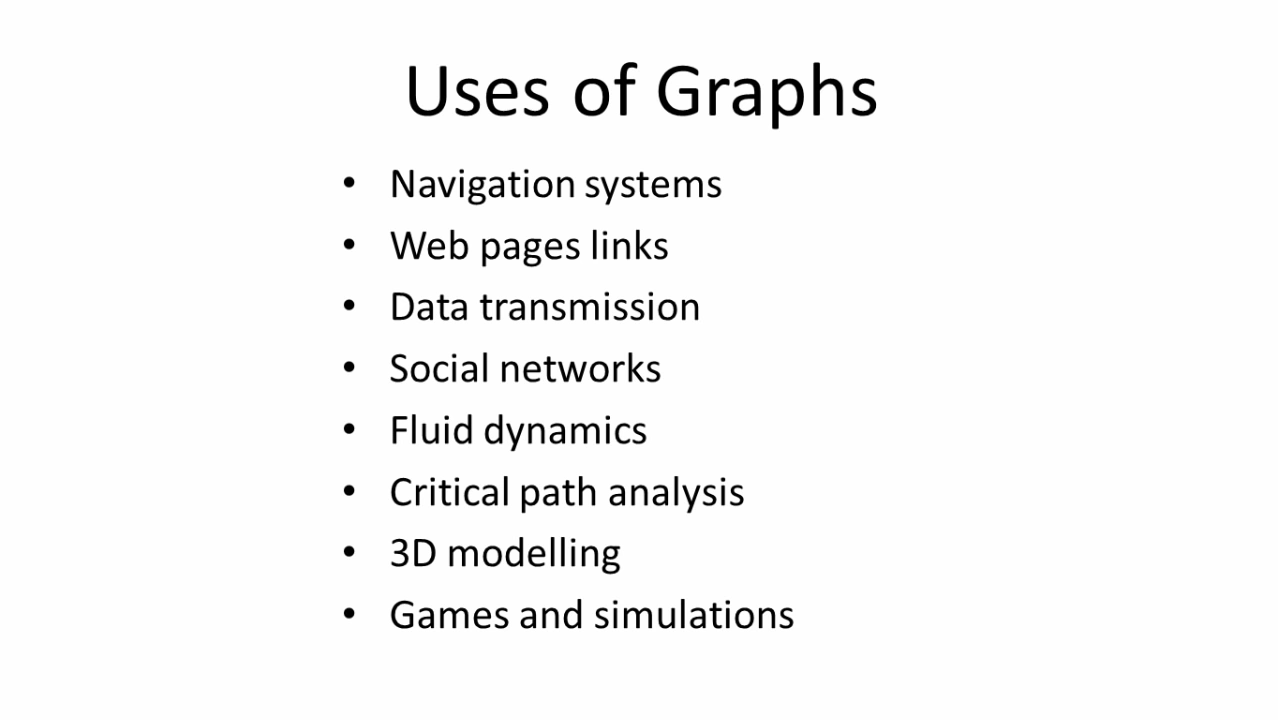 Uses of Graphs
• Navigation systems
• Web pages links
• Data transmission
• Social networks
• Fluid dynamics
• Critical path analysis
• 3D modelling
• Games and simulations